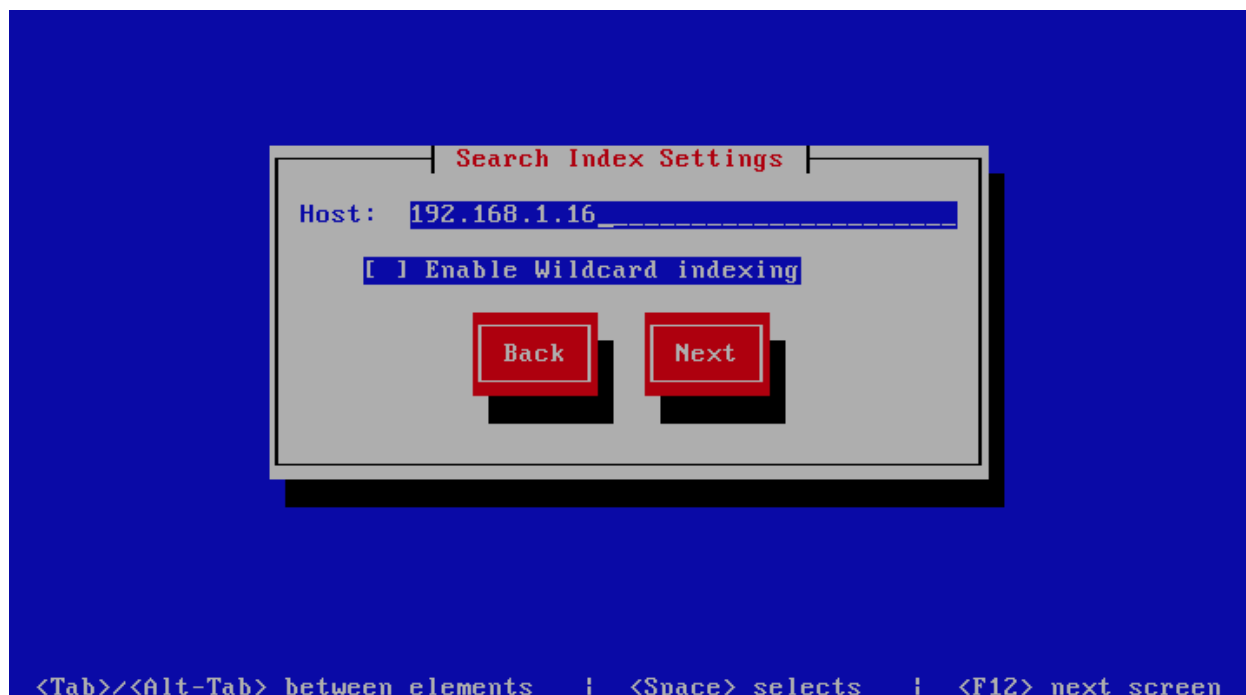 Search Index Settings
Host: 192.168.1.16_______________________
[ ] Enable Wildcard indexing
Back Next
<Tab>/<Alt-Tab> between elements | <Space> selects | <F12> next screen